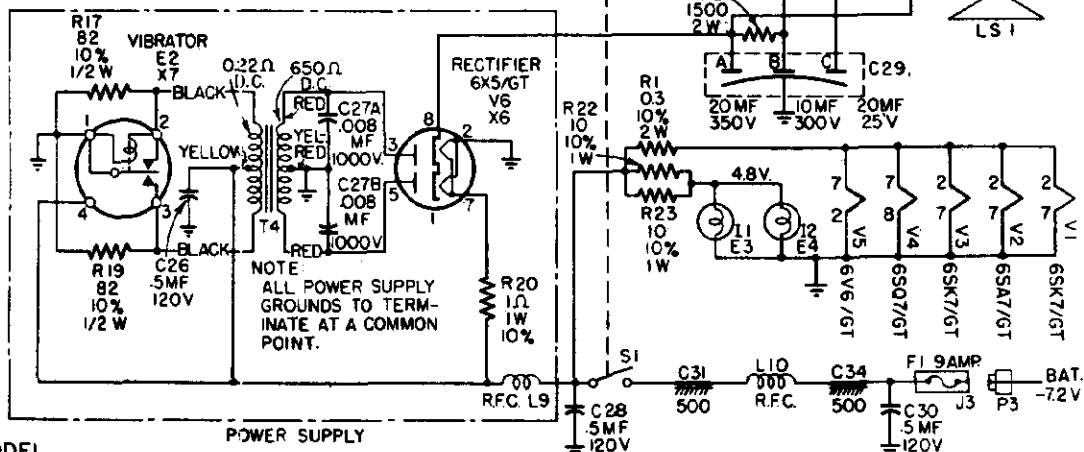 1500
2W
LS1
A
B
C
C29.
20MF
350V
10MF
300V
20MF
25V
R17
82
10%
1/2 W
VIBRATOR
E2
X7
BLACK
0.22Ω
D.C.
650Ω
D.C.
RED
YEL-
RED
C27A
.008
MF
1000V.
C27B
.008
MF
1000V
RED
RECTIFIER
6X5/GT
V6
X6
8
2
3
5
7
1
1
2
4
3
YELLOW
BLACK
T4
R19
82
10%
1/2 W
C26
.5MF
120V
NOTE:
ALL POWER SUPPLY
GROUNDS TO TERM-
INATE AT A COMMON
POINT.
R20
1Ω
1W
10%
R.F.C. L9
POWER SUPPLY
R22
10
10%
1W
R1
0.3
10%
2W
R23
10
10%
1W
4.8V.
I1
E3
I2
E4
7
2
V5
7
8
V4
2
7
V3
2
7
V2
2
7
V1
6V6/GT
6SQ7/GT
6SK7/GT
6SA7/GT
6SK7/GT
S1
C28
.5MF
120V
C31
500
L10
R.F.C.
C34
500
C30
.5MF
120V
F1 9AMP.
J3
P3
BAT.
-7.2V